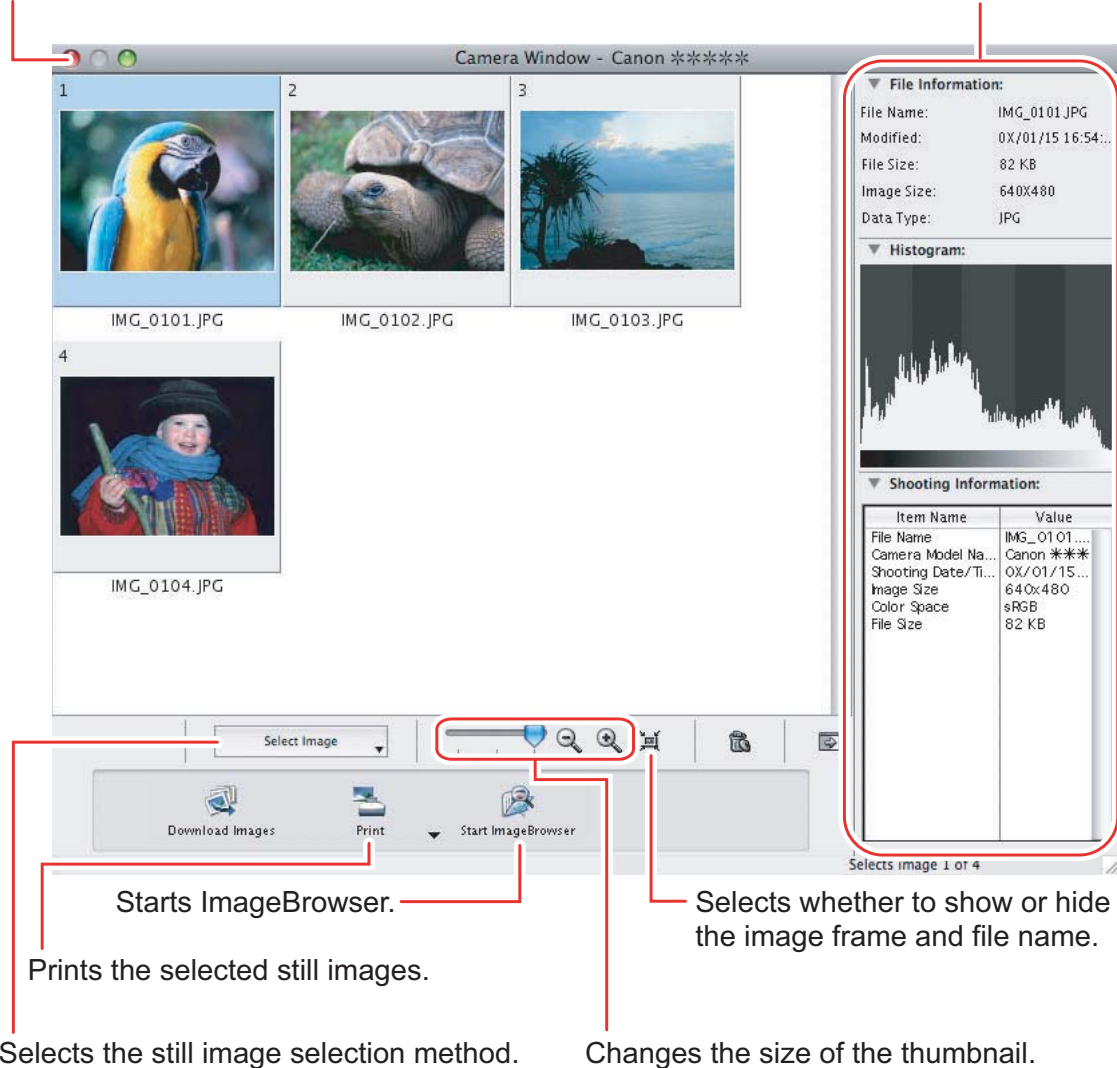 Camera Window - Canon ✳✳✳✳✳
1
2
3
IMG_0101.JPG
IMG_0102.JPG
IMG_0103.JPG
4
IMG_0104.JPG
File Information:
File Name: IMG_0101.JPG
Modified: 0X/01/15 16:54:...
File Size: 82 KB
Image Size: 640X480
Data Type: JPG
Histogram:
Shooting Information:
Item Name Value
File Name IMG_0101....
Camera Model Na... Canon ✳✳✳
Shooting Date/Ti... 0X/01/15...
Image Size 640x480
Color Space sRGB
File Size 82 KB
Select Image
Download Images
Print
Start ImageBrowser
Selects image 1 of 4
Starts ImageBrowser.
Selects whether to show or hide
the image frame and file name.
Prints the selected still images.
Selects the still image selection method.
Changes the size of the thumbnail.